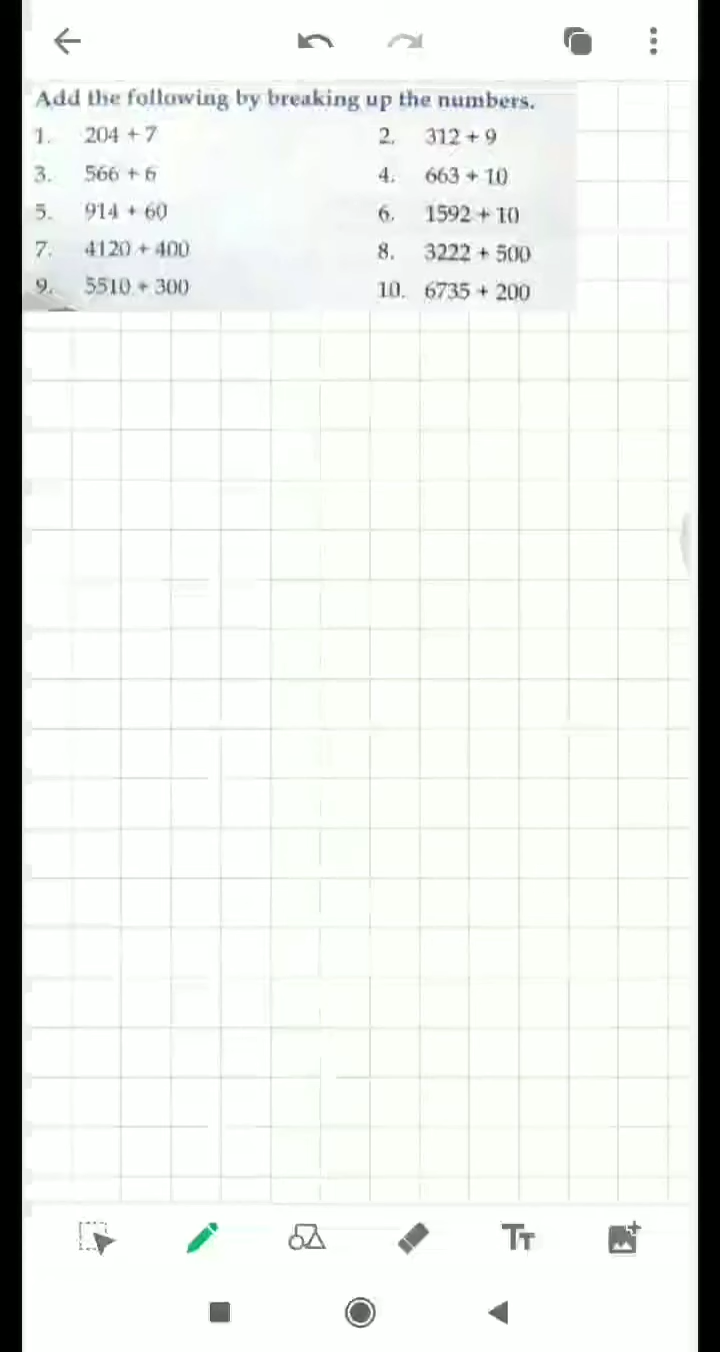 Add the following by breaking up the numbers.
1. 204 + 7 2. 312 + 9
3. 566 + 6 4. 663 + 10
5. 914 + 60 6. 1592 + 10
7. 4120 + 400 8. 3222 + 500
9. 5510 + 300 10. 6735 + 200
TT